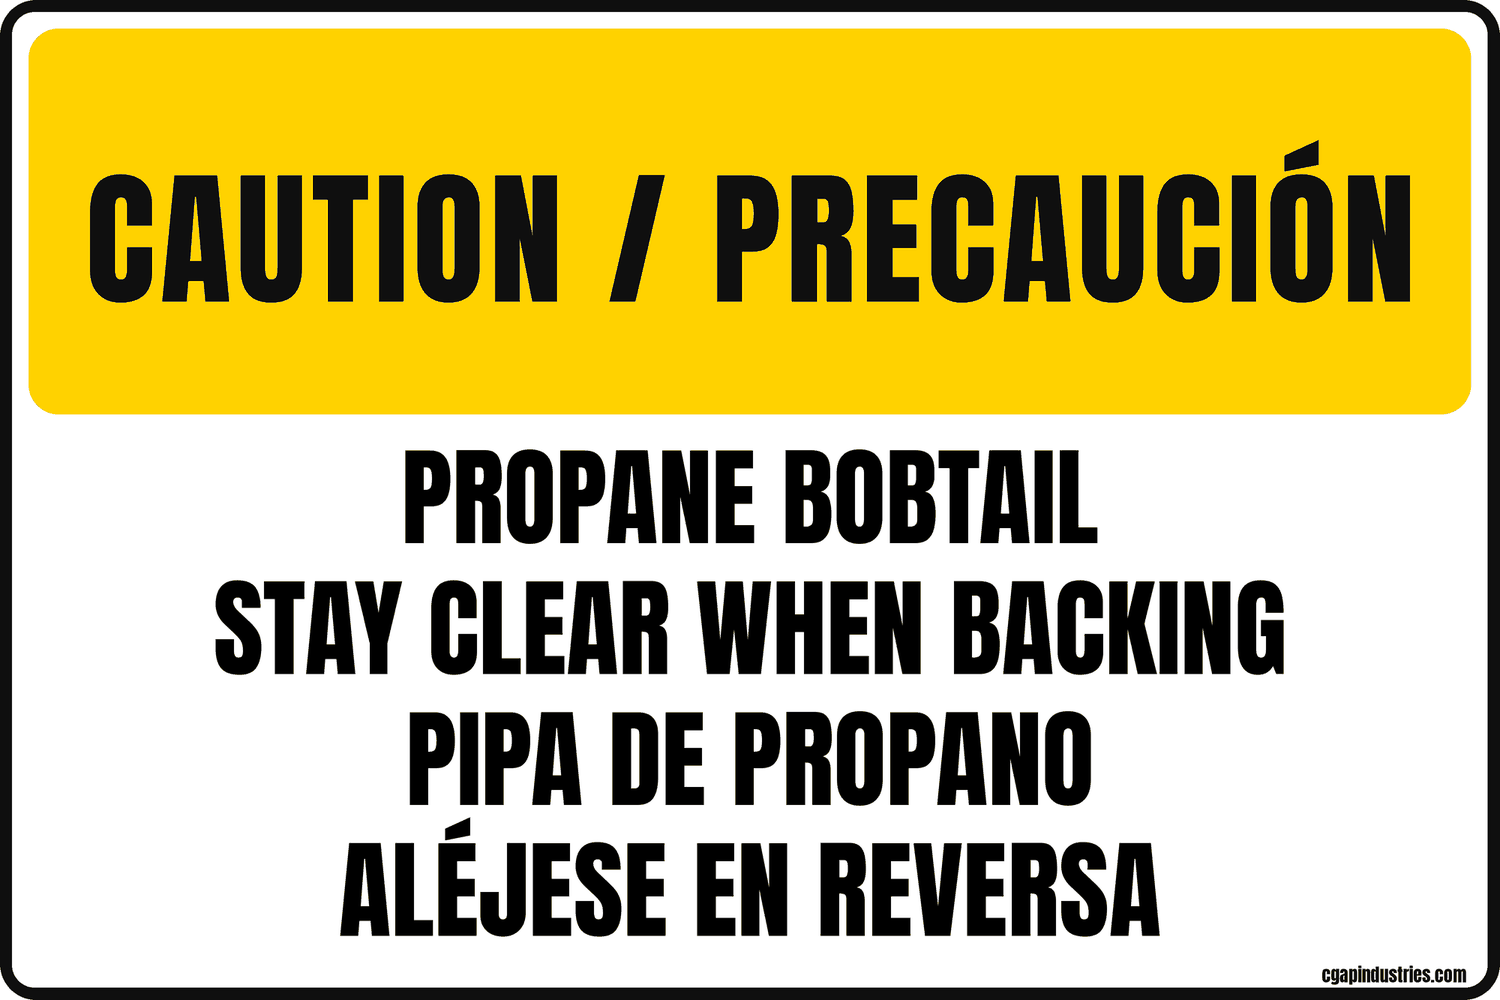 CAUTION / PRECAUCIÓN
PROPANE BOBTAIL
STAY CLEAR WHEN BACKING
PIPA DE PROPANO
ALÉJESE EN REVERSA
cgapindustries.com